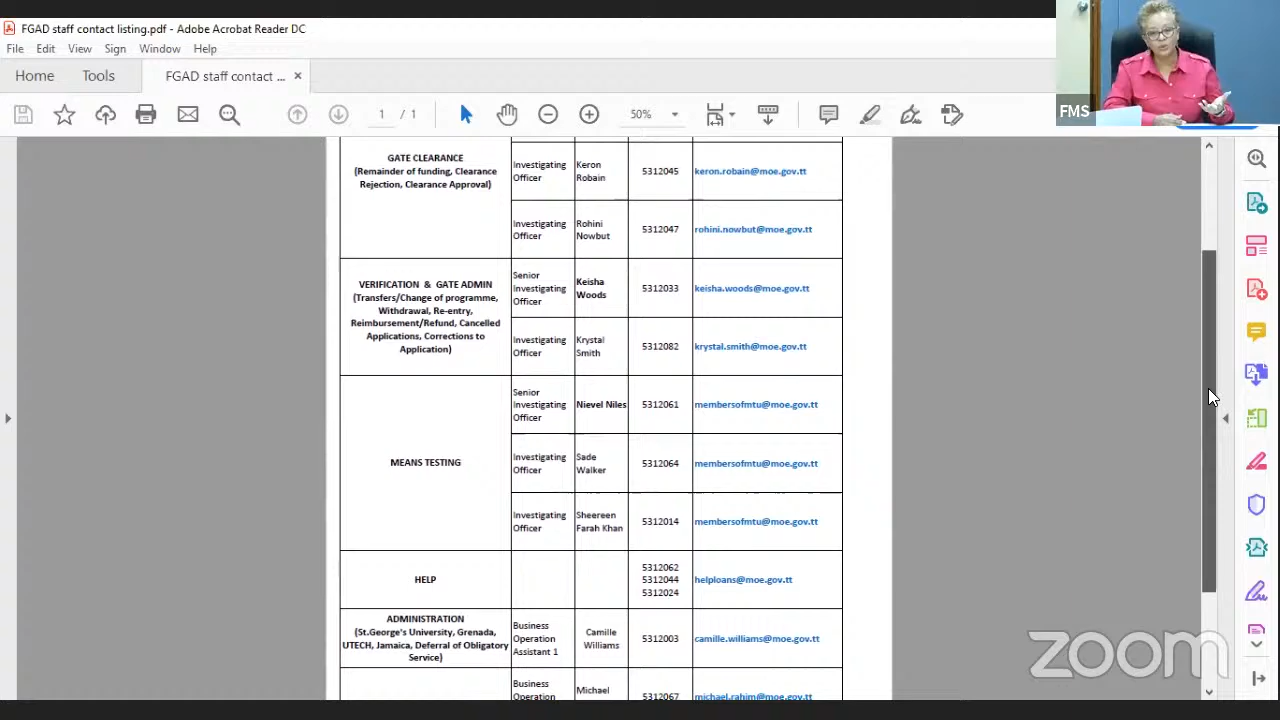 FGAD staff contact listing.pdf - Adobe Acrobat Reader DC
File Edit View Sign Window Help
Home Tools FGAD staff contact ... ×
1 / 1 50%
FMS
GATE CLEARANCE
(Remainder of funding, Clearance
Rejection, Clearance Approval)
Investigating
Officer
Keron
Robain
5312045
keron.robain@moe.gov.tt
Investigating
Officer
Rohini
Nowbut
5312047
rohini.nowbut@moe.gov.tt
VERIFICATION & GATE ADMIN
(Transfers/Change of programme,
Withdrawal, Re-entry,
Reimbursement/Refund, Cancelled
Applications, Corrections to
Application)
Senior
Investigating
Officer
Keisha
Woods
5312033
keisha.woods@moe.gov.tt
Investigating
Officer
Krystal
Smith
5312082
krystal.smith@moe.gov.tt
MEANS TESTING
Senior
Investigating
Officer
Nievel Niles
5312061
membersofmtu@moe.gov.tt
Investigating
Officer
Sade
Walker
5312064
membersofmtu@moe.gov.tt
Investigating
Officer
Sheereen
Farah Khan
5312014
membersofmtu@moe.gov.tt
HELP
5312062
5312044
5312024
helploans@moe.gov.tt
ADMINISTRATION
(St.George's University, Grenada,
UTECH, Jamaica, Deferral of Obligatory
Service)
Business
Operation
Assistant 1
Camille
Williams
5312003
camille.williams@moe.gov.tt
Business
Operation
Michael
5312067
michael.rahim@moe.gov.tt
zoom